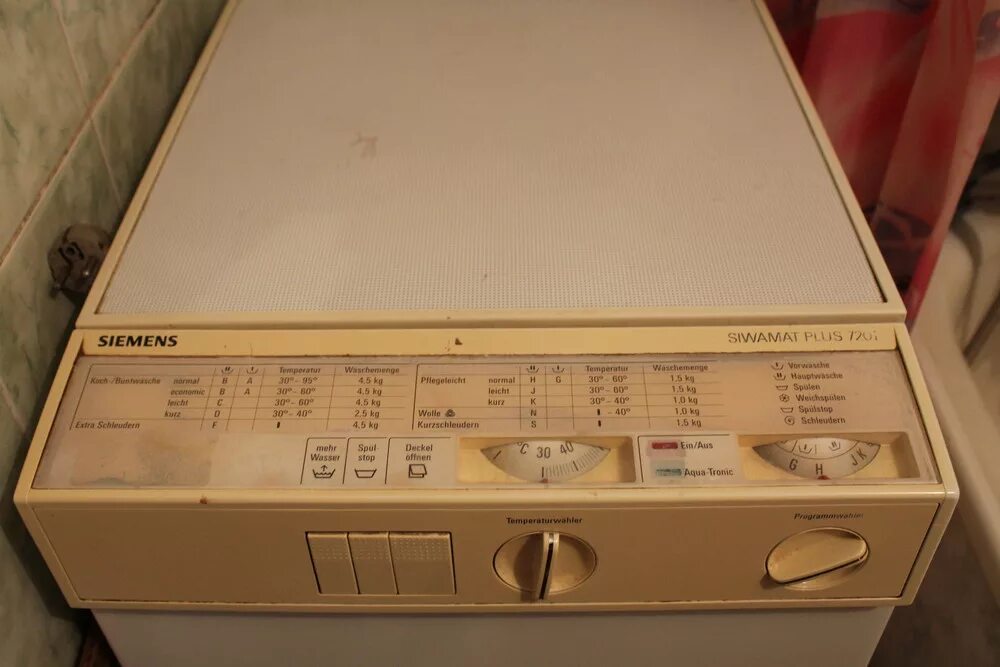 SIEMENS
SIWAMAT PLUS 720i
Temperatur Wäschemenge
Koch-/Buntwäsche normal B A 30°– 95° 4,5 kg
economic B A 30°– 60° 4,5 kg
leicht C 30°– 60° 4,5 kg
kurz D 30°– 40° 2,5 kg
Extra Schleudern 4,5 kg
Temperatur Wäschemenge
Pflegeleicht normal H G 30°– 60° 1,5 kg
leicht J 30°– 60° 1,5 kg
kurz K 30°– 40° 1,0 kg
Wolle N – 40° 1,0 kg
Kurzschleudern S 1,5 kg
Vorwäsche
Hauptwäsche
Spülen
Weichspülen
Spülstop
Schleudern
mehr Wasser
Spül- stop
Deckel öffnen
°C 30 40
Ein/Aus
Aqua-Tronic
G H J K
Temperaturwähler
Programmwähler